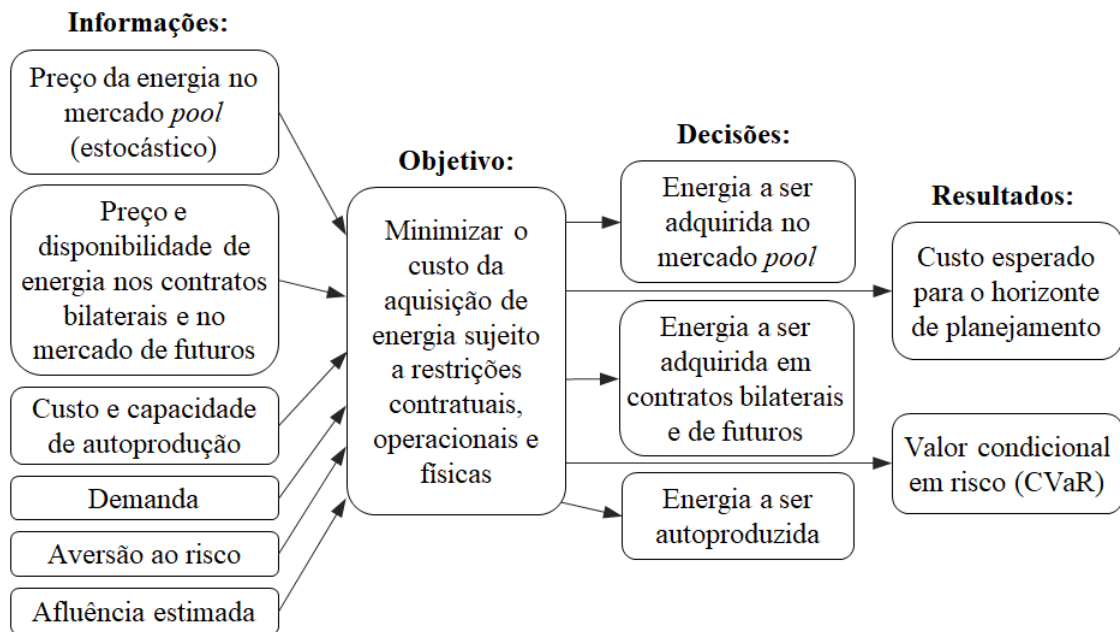 Informações:
Preço da energia no
mercado pool
(estocástico)
Preço e
disponibilidade de
energia nos contratos
bilaterais e no
mercado de futuros
Custo e capacidade
de autoprodução
Demanda
Aversão ao risco
Afluência estimada
Objetivo:
Minimizar o
custo da
aquisição de
energia sujeito
a restrições
contratuais,
operacionais e
físicas
Decisões:
Energia a ser
adquirida no
mercado pool
Energia a ser
adquirida em
contratos bilaterais
e de futuros
Energia a ser
autoproduzida
Resultados:
Custo esperado
para o horizonte
de planejamento
Valor condicional
em risco (CVaR)